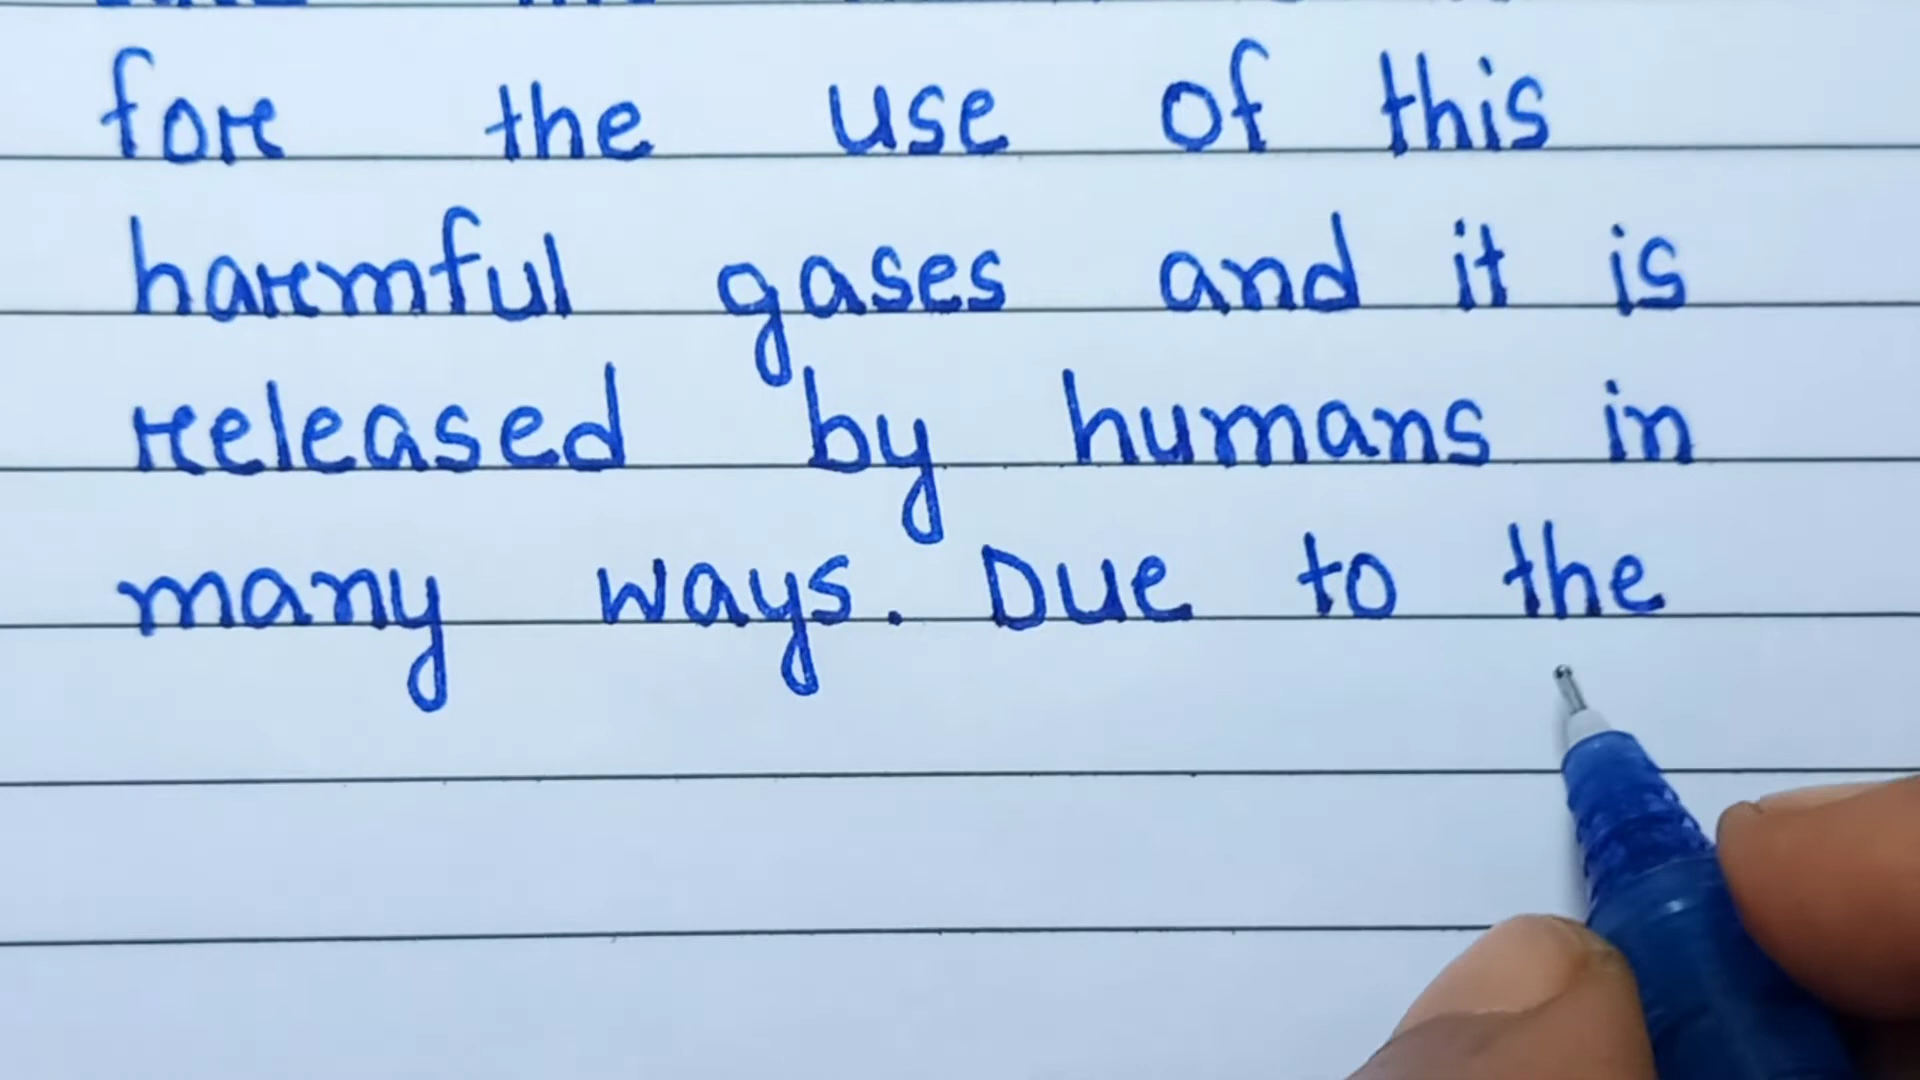 for the use of this
harmful gases and it is
released by humans in
many ways. Due to the